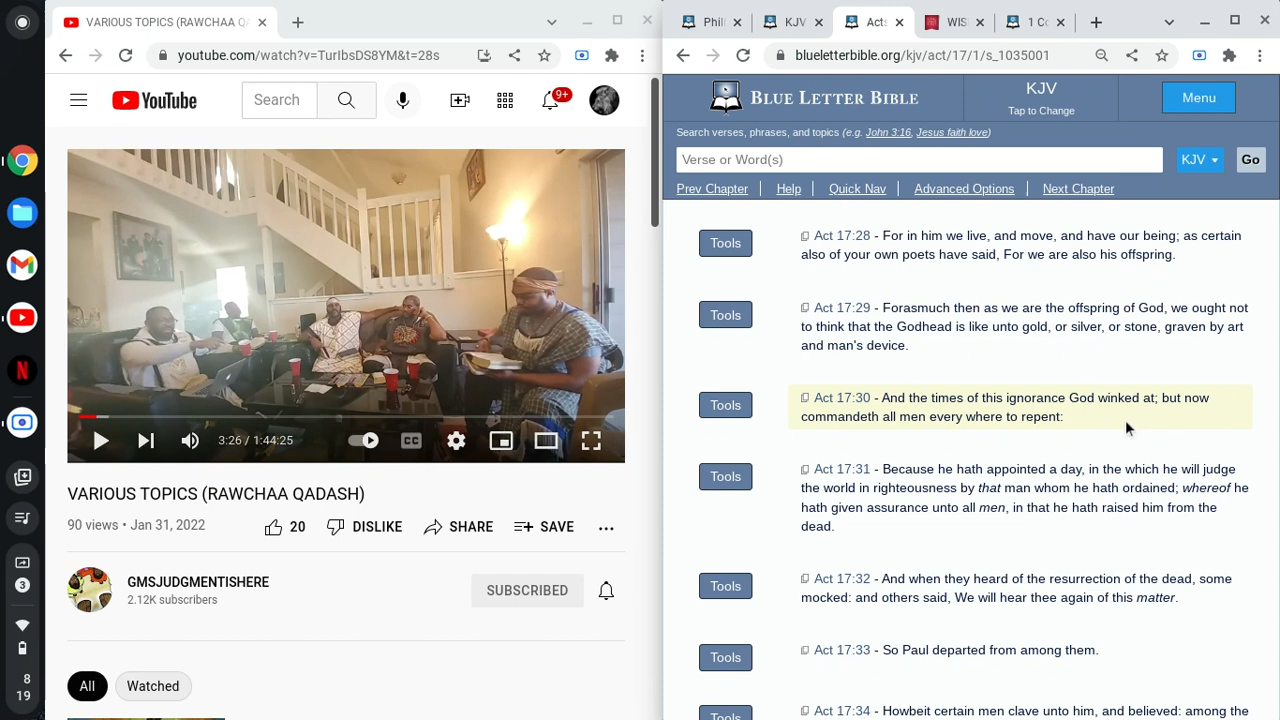 VARIOUS TOPICS (RAWCHAA Q
youtube.com/watch?v=TurIbsDS8YM&t=28s
YouTube
Search
9+
3:26 / 1:44:25
CC
VARIOUS TOPICS (RAWCHAA QADASH)
90 views • Jan 31, 2022
20
DISLIKE
SHARE
SAVE
GMSJUDGMENTISHERE
2.12K subscribers
SUBSCRIBED
All
Watched
3
8
19
Phil
KJV
Acts
WIS
1 Co
blueletterbible.org/kjv/act/17/1/s_1035001
BLUE LETTER BIBLE
KJV
Tap to Change
Menu
Search verses, phrases, and topics (e.g. John 3:16, Jesus faith love)
Verse or Word(s)
KJV
Go
Prev Chapter
Help
Quick Nav
Advanced Options
Next Chapter
Tools
Act 17:28 - For in him we live, and move, and have our being; as certain
also of your own poets have said, For we are also his offspring.
Tools
Act 17:29 - Forasmuch then as we are the offspring of God, we ought not
to think that the Godhead is like unto gold, or silver, or stone, graven by art
and man's device.
Tools
Act 17:30 - And the times of this ignorance God winked at; but now
commandeth all men every where to repent:
Tools
Act 17:31 - Because he hath appointed a day, in the which he will judge
the world in righteousness by that man whom he hath ordained; whereof he
hath given assurance unto all men, in that he hath raised him from the
dead.
Tools
Act 17:32 - And when they heard of the resurrection of the dead, some
mocked: and others said, We will hear thee again of this matter.
Tools
Act 17:33 - So Paul departed from among them.
Tools
Act 17:34 - Howbeit certain men clave unto him, and believed: among the